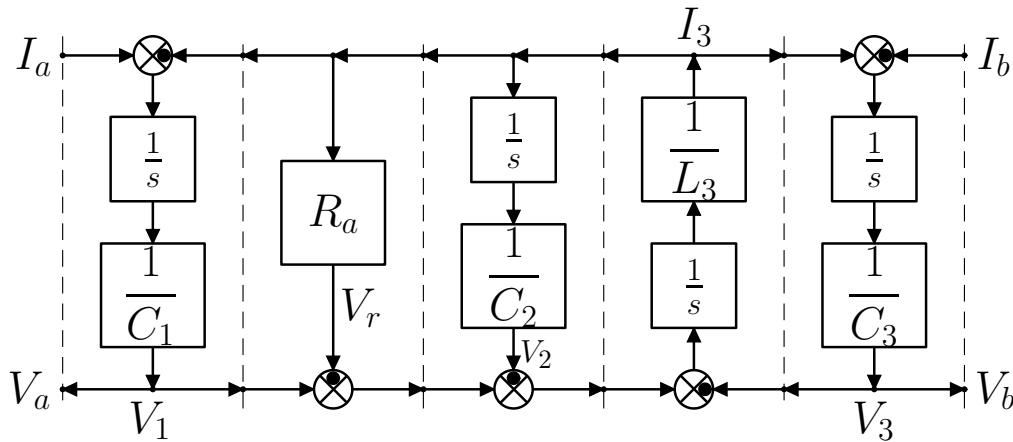 I_a I_3 I_b
1/s 1/s 1/L_3 1/s
R_a
1/C_1 1/C_2 1/s 1/C_3
V_r V_2
V_a V_1 V_3 V_b